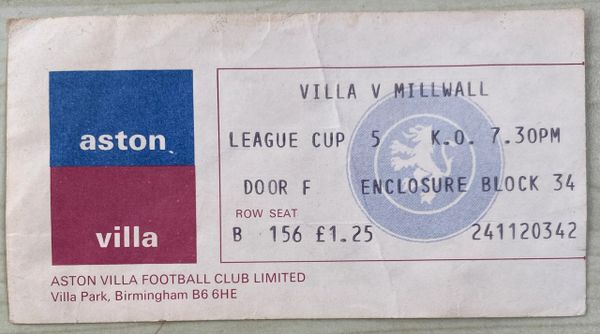 aston
villa
VILLA V MILLWALL
LEAGUE CUP 5 K.O. 7.30PM
DOOR F ENCLOSURE BLOCK 34
ROW SEAT
B 156 £1.25 241120342
ASTON VILLA FOOTBALL CLUB LIMITED
Villa Park, Birmingham B6 6HE